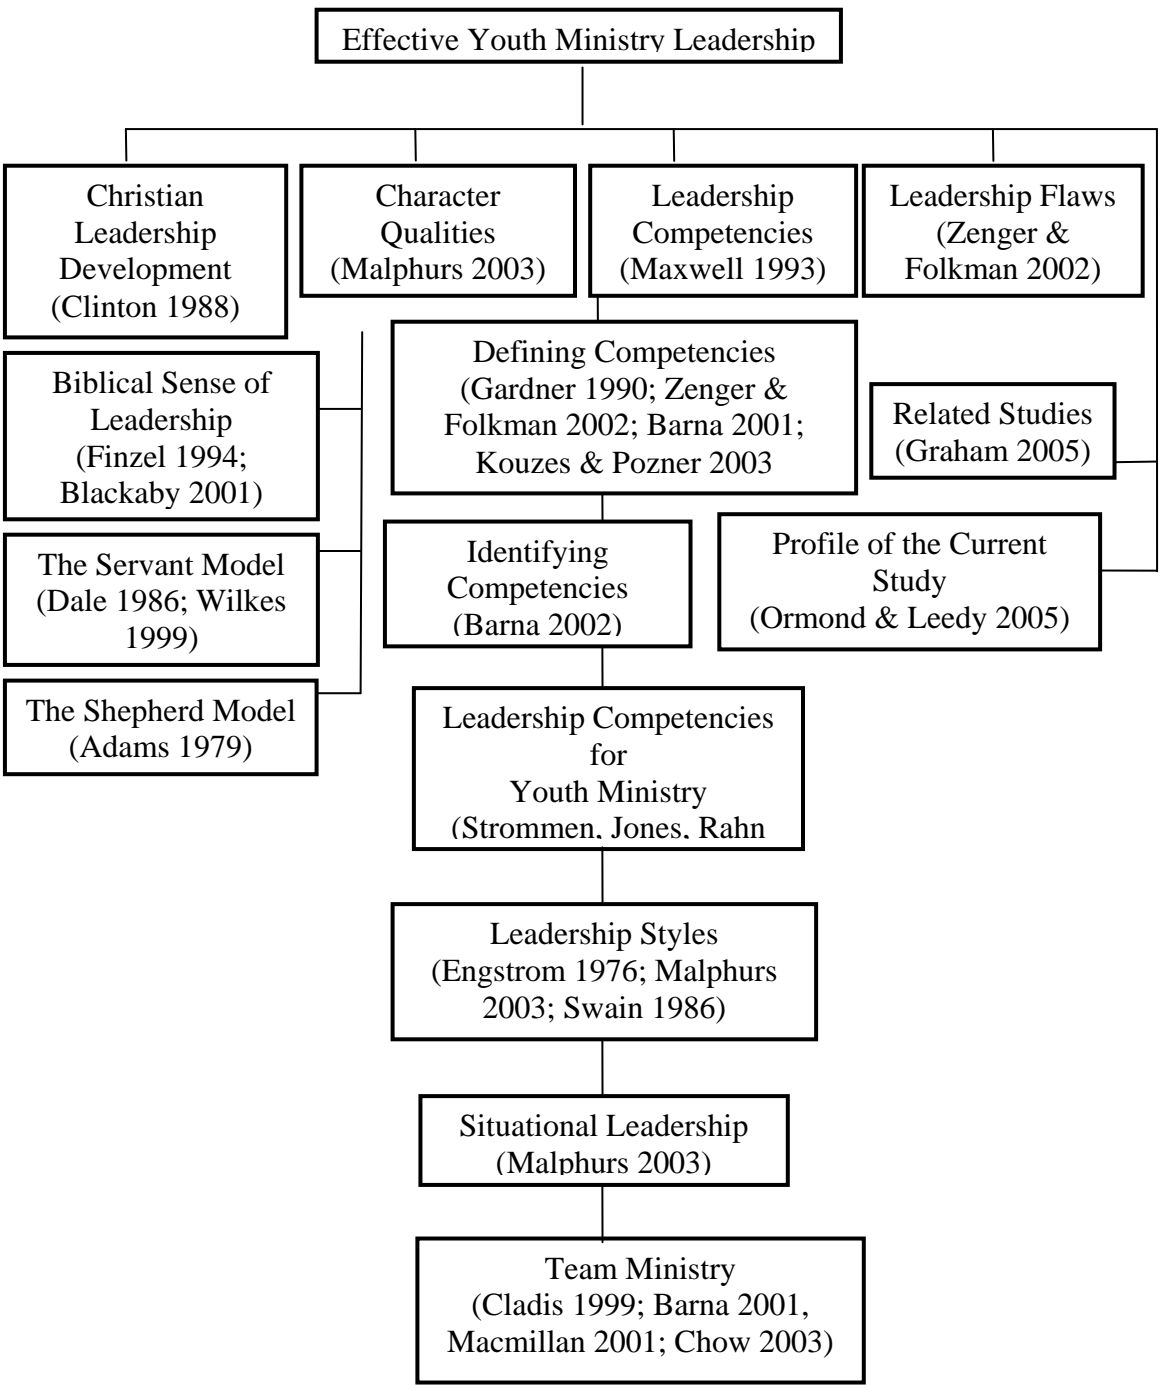 Effective Youth Ministry Leadership
Christian
Leadership
Development
(Clinton 1988)
Character
Qualities
(Malphurs 2003)
Leadership
Competencies
(Maxwell 1993)
Leadership Flaws
(Zenger &
Folkman 2002)
Biblical Sense of
Leadership
(Finzel 1994;
Blackaby 2001)
The Servant Model
(Dale 1986; Wilkes
1999)
The Shepherd Model
(Adams 1979)
Defining Competencies
(Gardner 1990; Zenger &
Folkman 2002; Barna 2001;
Kouzes & Pozner 2003
Identifying
Competencies
(Barna 2002)
Leadership Competencies
for
Youth Ministry
(Strommen, Jones, Rahn
Leadership Styles
(Engstrom 1976; Malphurs
2003; Swain 1986)
Situational Leadership
(Malphurs 2003)
Team Ministry
(Cladis 1999; Barna 2001,
Macmillan 2001; Chow 2003)
Related Studies
(Graham 2005)
Profile of the Current
Study
(Ormond & Leedy 2005)